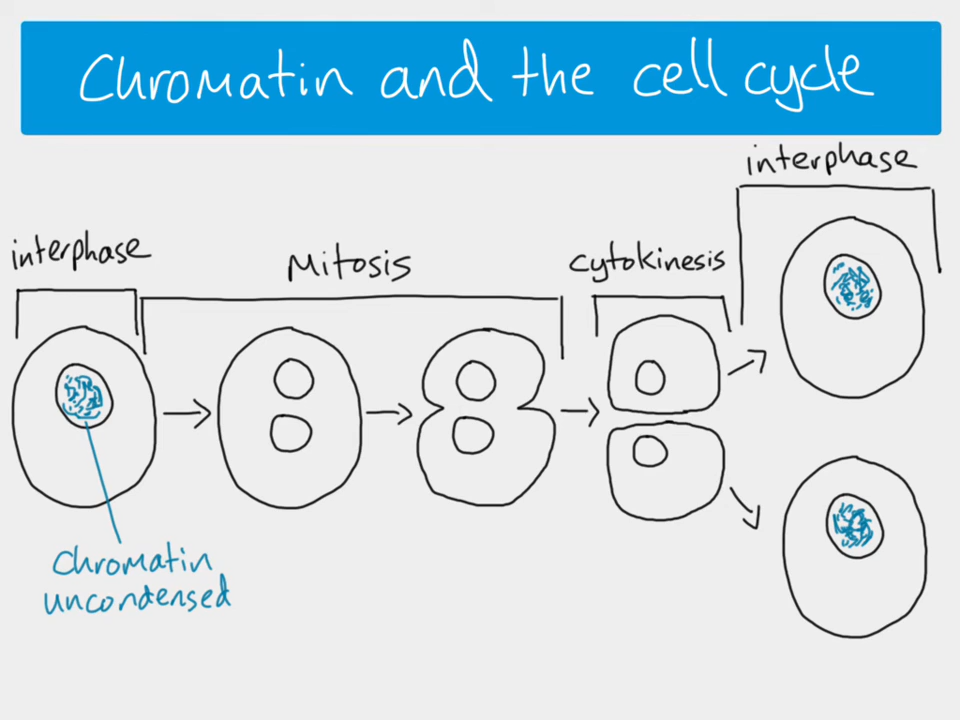 Chromatin and the cell cycle
interphase
interphase
Mitosis
cytokinesis
Chromatin
uncondensed